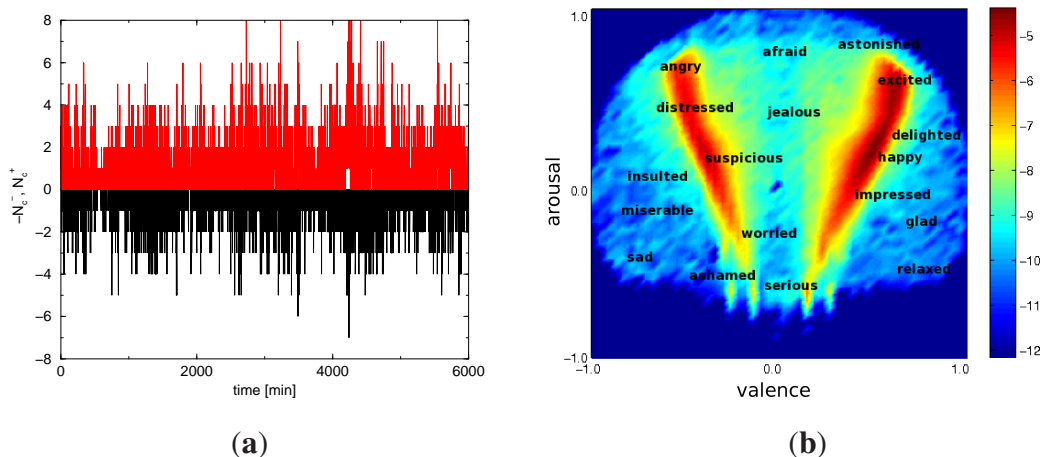 −N_c^−, N_c^+
8
6
4
2
0
−2
−4
−6
−8
0
2000
4000
6000
time [min]
(a)
arousal
1.0
0.0
−1.0
afraid
astonished
angry
excited
distressed
jealous
delighted
suspicious
happy
insulted
impressed
miserable
glad
worried
sad
relaxed
ashamed
serious
−1.0
0.0
1.0
valence
−5
−6
−7
−8
−9
−10
−11
−12
(b)